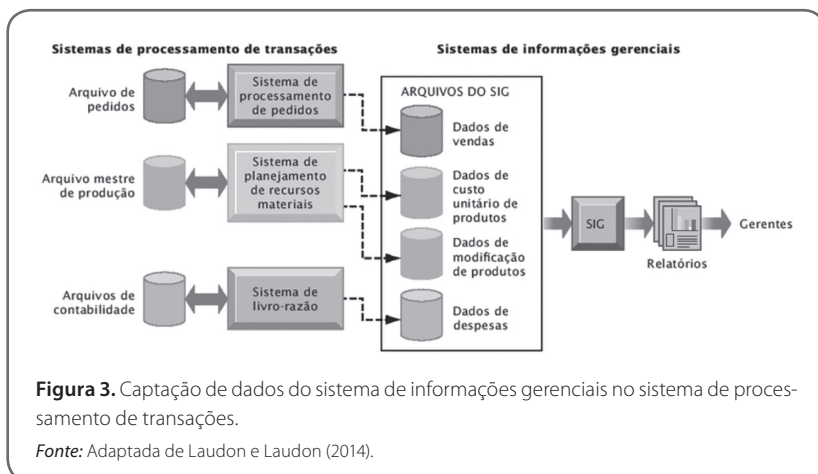 Sistemas de processamento de transações
Sistemas de informações gerenciais
Arquivo de
pedidos
Sistema de
processamento
de pedidos
Arquivo mestre
de produção
Sistema de
planejamento
de recursos
materiais
Arquivos de
contabilidade
Sistema de
livro-razão
ARQUIVOS DO SIG
Dados de
vendas
Dados de
custo
unitário de
produtos
Dados de
modificação
de produtos
Dados de
despesas
SIG
Relatórios
Gerentes
Figura 3. Captação de dados do sistema de informações gerenciais no sistema de proces-
samento de transações.
Fonte: Adaptada de Laudon e Laudon (2014).